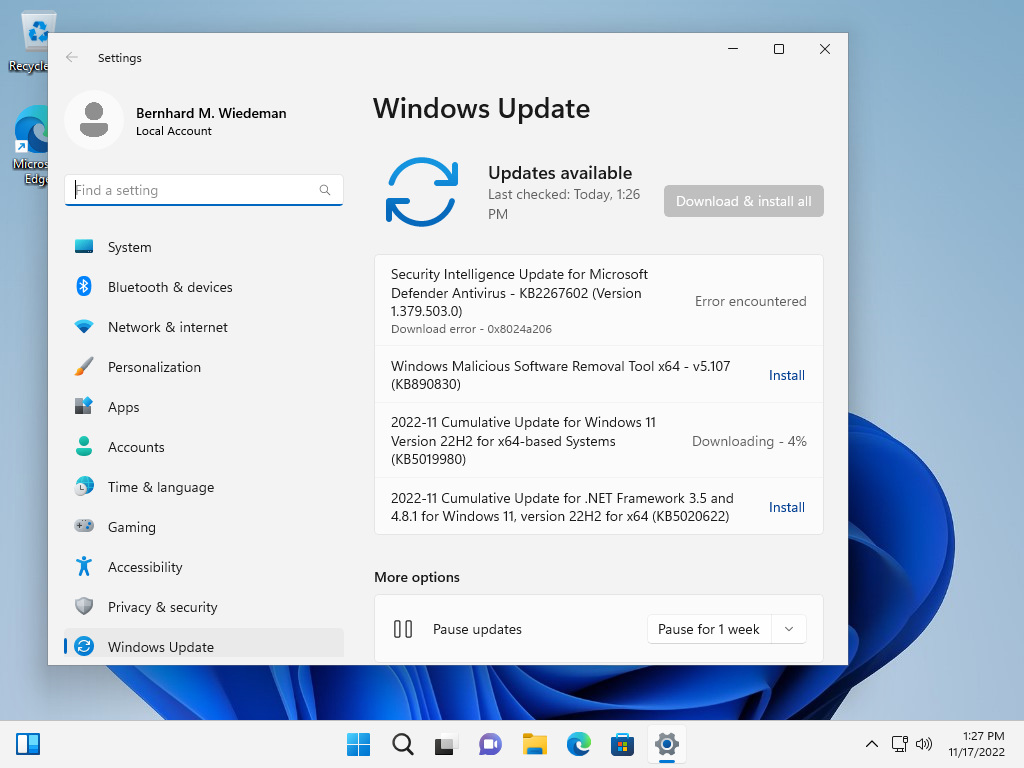 Recycle
Micros
Edge
Settings
Bernhard M. Wiedeman
Local Account
Find a setting
System
Bluetooth & devices
Network & internet
Personalization
Apps
Accounts
Time & language
Gaming
Accessibility
Privacy & security
Windows Update
Windows Update
Updates available
Last checked: Today, 1:26
PM
Download & install all
Security Intelligence Update for Microsoft
Defender Antivirus - KB2267602 (Version
1.379.503.0)
Download error - 0x8024a206
Error encountered
Windows Malicious Software Removal Tool x64 - v5.107
(KB890830)
Install
2022-11 Cumulative Update for Windows 11
Version 22H2 for x64-based Systems
(KB5019980)
Downloading - 4%
2022-11 Cumulative Update for .NET Framework 3.5 and
4.8.1 for Windows 11, version 22H2 for x64 (KB5020622)
Install
More options
Pause updates
Pause for 1 week
1:27 PM
11/17/2022